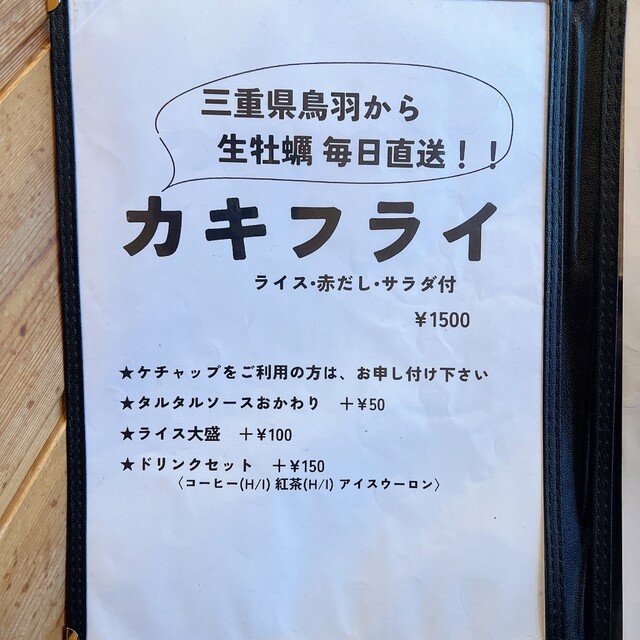 三重県鳥羽から
生牡蠣 毎日直送！！
カキフライ
ライス・赤だし・サラダ付
¥1500
★ケチャップをご利用の方は、お申し付け下さい
★タルタルソースおかわり　＋¥50
★ライス大盛　＋¥100
★ドリンクセット　＋¥150
〈コーヒー(H/I) 紅茶(H/I) アイスウーロン〉